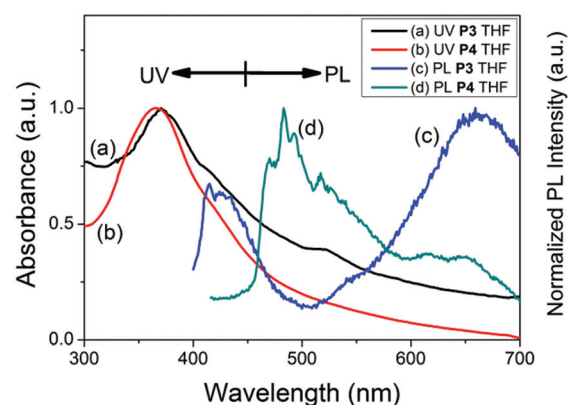 (a) UV P3 THF
(b) UV P4 THF
(c) PL P3 THF
(d) PL P4 THF
UV PL
(a)
(b)
(c)
(d)
1.0
0.5
0.0
300 400 500 600 700
Absorbance (a.u.)
Normalized PL Intensity (a.u.)
Wavelength (nm)